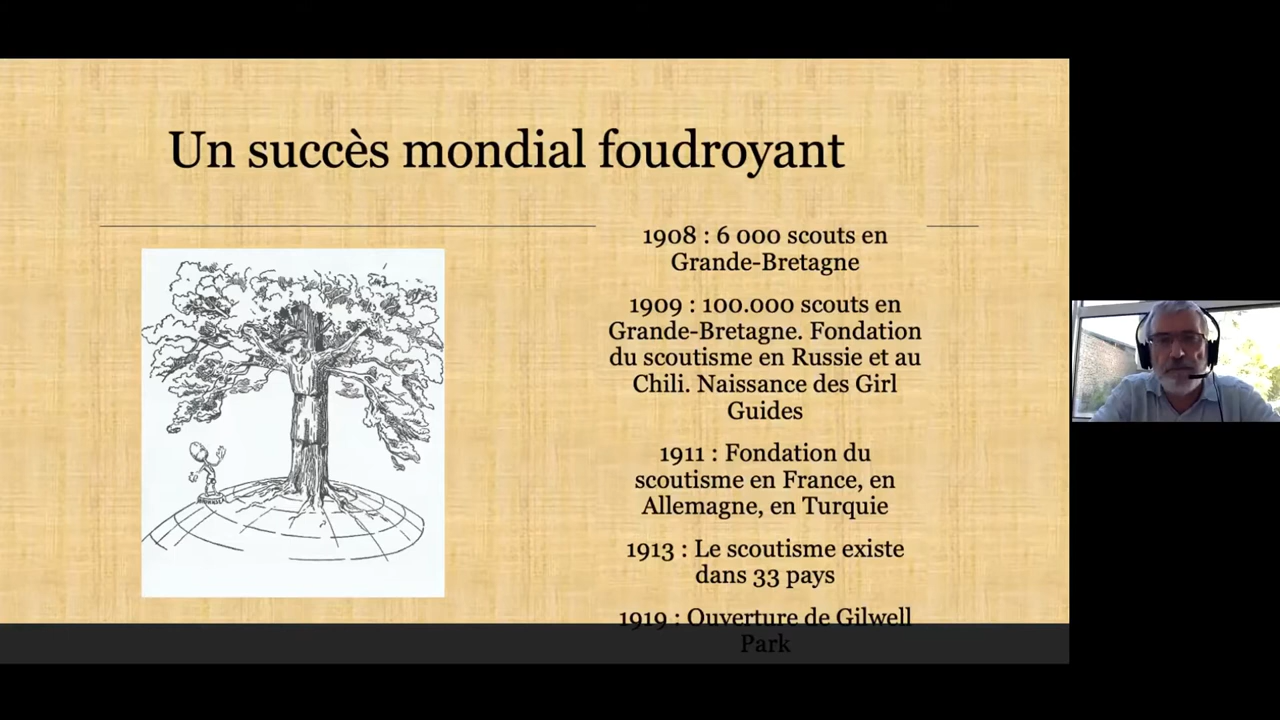 Un succès mondial foudroyant
1908 : 6 000 scouts en
Grande-Bretagne
1909 : 100.000 scouts en
Grande-Bretagne. Fondation
du scoutisme en Russie et au
Chili. Naissance des Girl
Guides
1911 : Fondation du
scoutisme en France, en
Allemagne, en Turquie
1913 : Le scoutisme existe
dans 33 pays
1919 : Ouverture de Gilwell
Park